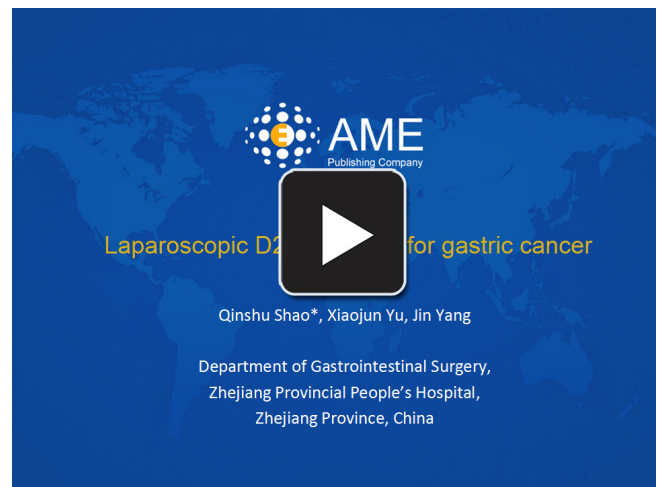 AME
Publishing Company
Laparoscopic D2 for gastric cancer
Qinshu Shao*, Xiaojun Yu, Jin Yang
Department of Gastrointestinal Surgery,
Zhejiang Provincial People's Hospital,
Zhejiang Province, China